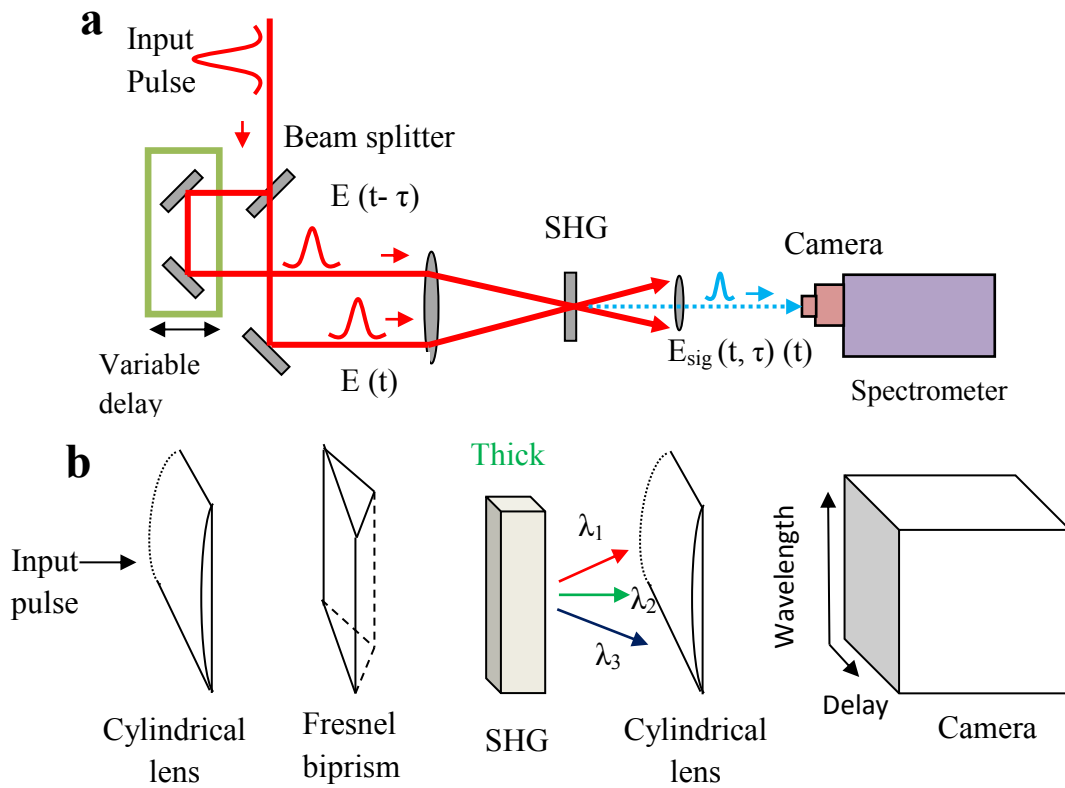 a
Input
Pulse
Beam splitter
E (t- τ)
SHG
Camera
E (t)
E_sig (t, τ) (t)
Variable
delay
Spectrometer
b
Thick
Input
pulse
λ1
λ2
λ3
Wavelength
Delay
Cylindrical
lens
Fresnel
biprism
SHG
Cylindrical
lens
Camera